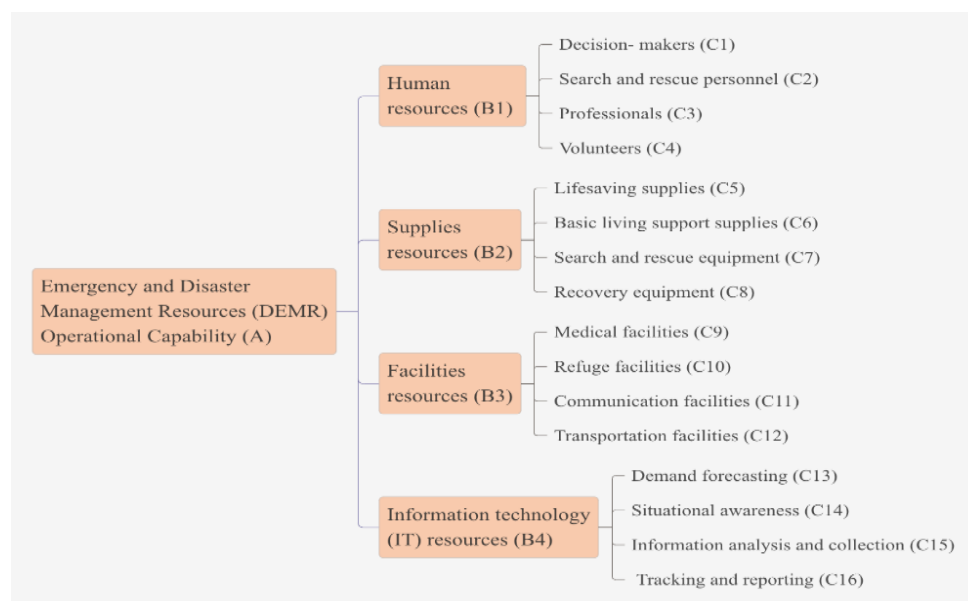 Decision- makers (C1)
Human
resources (B1)
Search and rescue personnel (C2)
Professionals (C3)
Volunteers (C4)
Lifesaving supplies (C5)
Supplies
resources (B2)
Basic living support supplies (C6)
Search and rescue equipment (C7)
Recovery equipment (C8)
Emergency and Disaster
Management Resources (DEMR)
Operational Capability (A)
Medical facilities (C9)
Facilities
resources (B3)
Refuge facilities (C10)
Communication facilities (C11)
Transportation facilities (C12)
Demand forecasting (C13)
Information technology
(IT) resources (B4)
Situational awareness (C14)
Information analysis and collection (C15)
Tracking and reporting (C16)